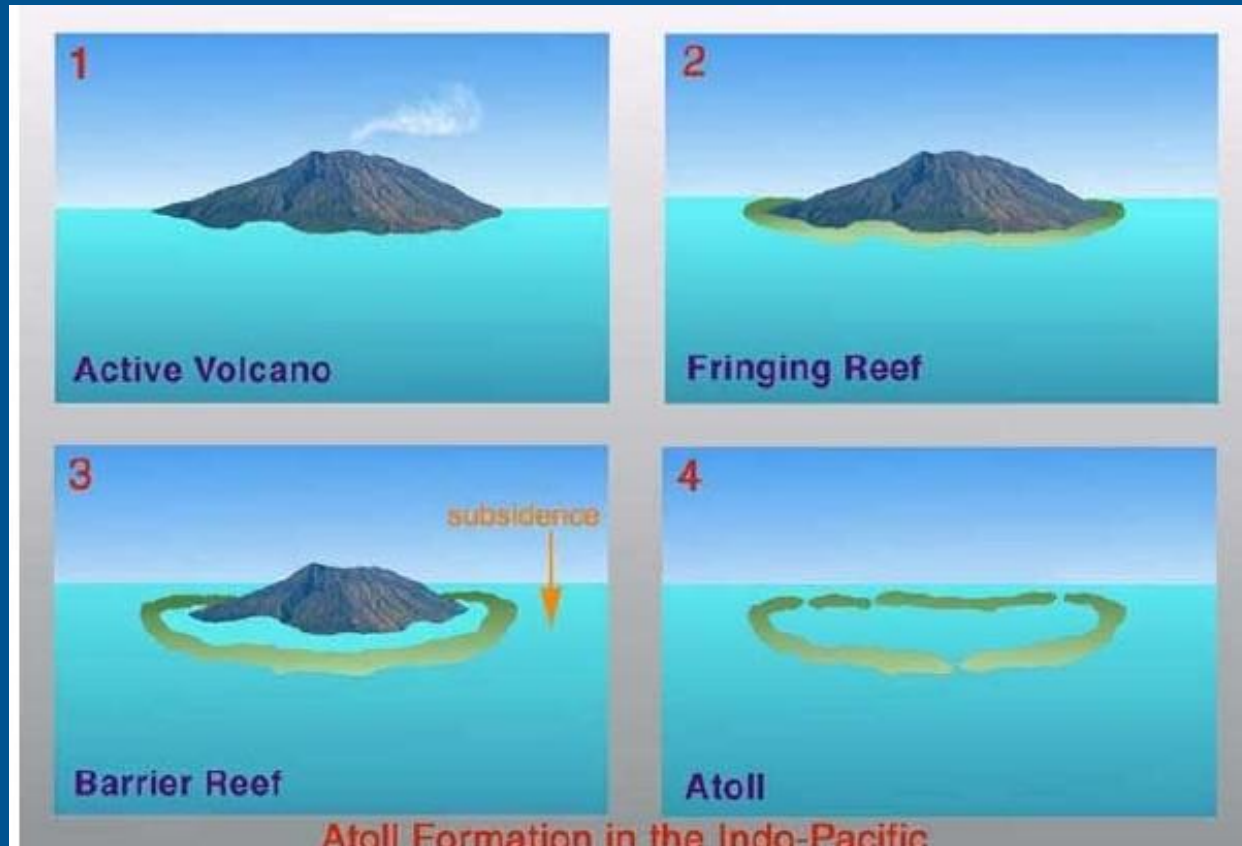 1
Active Volcano
2
Fringing Reef
3
subsidence
Barrier Reef
4
Atoll
Atoll Formation in the Indo-Pacific